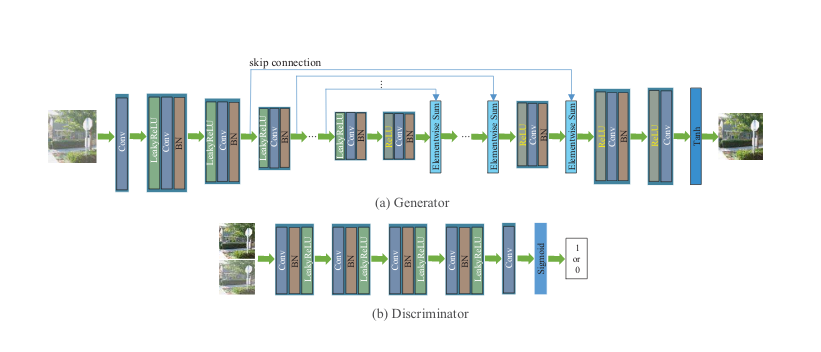 skip connection
...
Conv
LeakyReLU
Conv
BN
LeakyReLU
Conv
BN
LeakyReLU
Conv
BN
...
LeakyReLU
Conv
BN
ReLU
Conv
BN
Elementwise Sum
...
Elementwise Sum
ReLU
Conv
BN
Elementwise Sum
ReLU
Conv
BN
ReLU
Conv
Tanh
(a) Generator
Conv
BN
LeakyReLU
Conv
BN
LeakyReLU
Conv
BN
LeakyReLU
Conv
BN
LeakyReLU
Conv
Sigmoid
1
or
0
(b) Discriminator